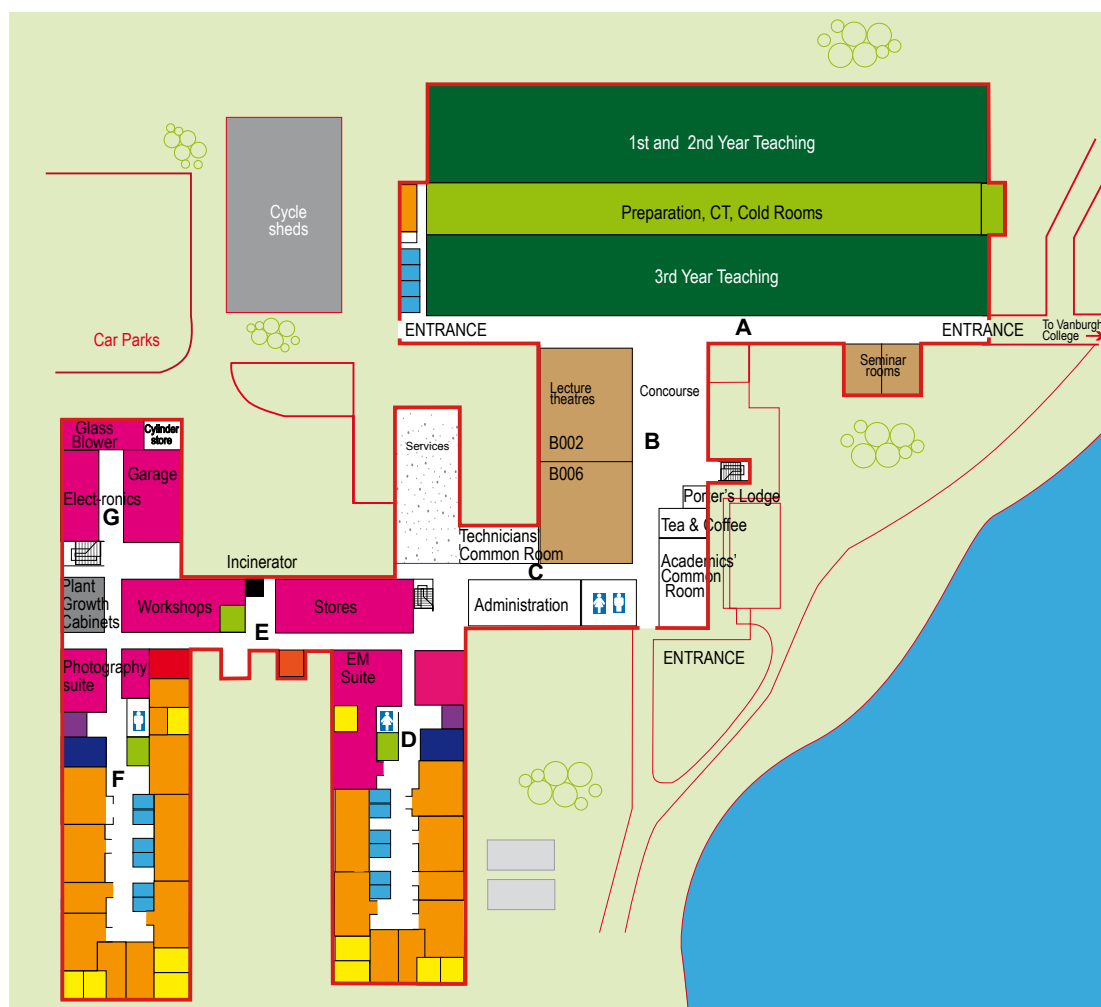 1st and 2nd Year Teaching
Preparation, CT, Cold Rooms
Cycle
sheds
3rd Year Teaching
ENTRANCE
A
ENTRANCE
To Vanburgh
College
Car Parks
Seminar
rooms
Lecture
theatres
Concourse
B002
B
B006
Services
Glass
Blower
Cylinder
store
Garage
Elect-ronics
G
Porter's Lodge
Tea & Coffee
Technicians'
Common Room
Academics'
Common
Room
C
Incinerator
Plant
Growth
Cabinets
Workshops
Stores
Administration
E
ENTRANCE
Photography
suite
EM
Suite
D
F